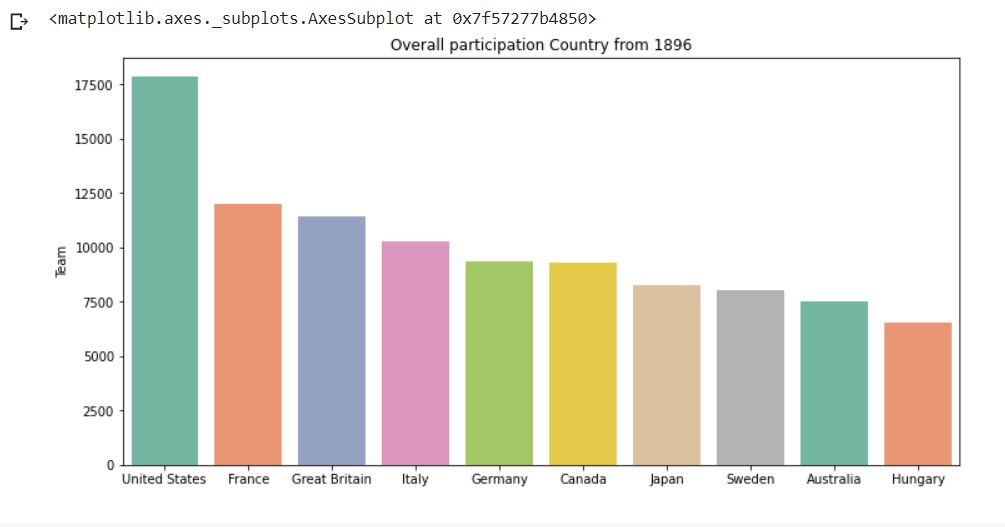 <matplotlib.axes._subplots.AxesSubplot at 0x7f57277b4850>
Overall participation Country from 1896
17500
15000
12500
10000
7500
5000
2500
0
Team
United States France Great Britain Italy Germany Canada Japan Sweden Australia Hungary